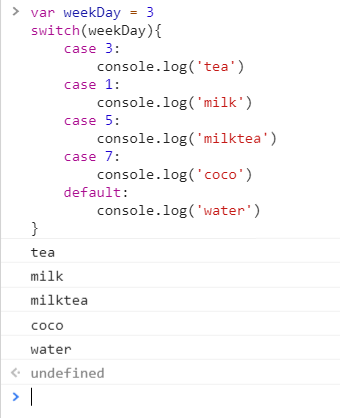 > var weekDay = 3
switch(weekDay){
    case 3:
        console.log('tea')
    case 1:
        console.log('milk')
    case 5:
        console.log('milktea')
    case 7:
        console.log('coco')
    default:
        console.log('water')
}
tea
milk
milktea
coco
water
undefined
>